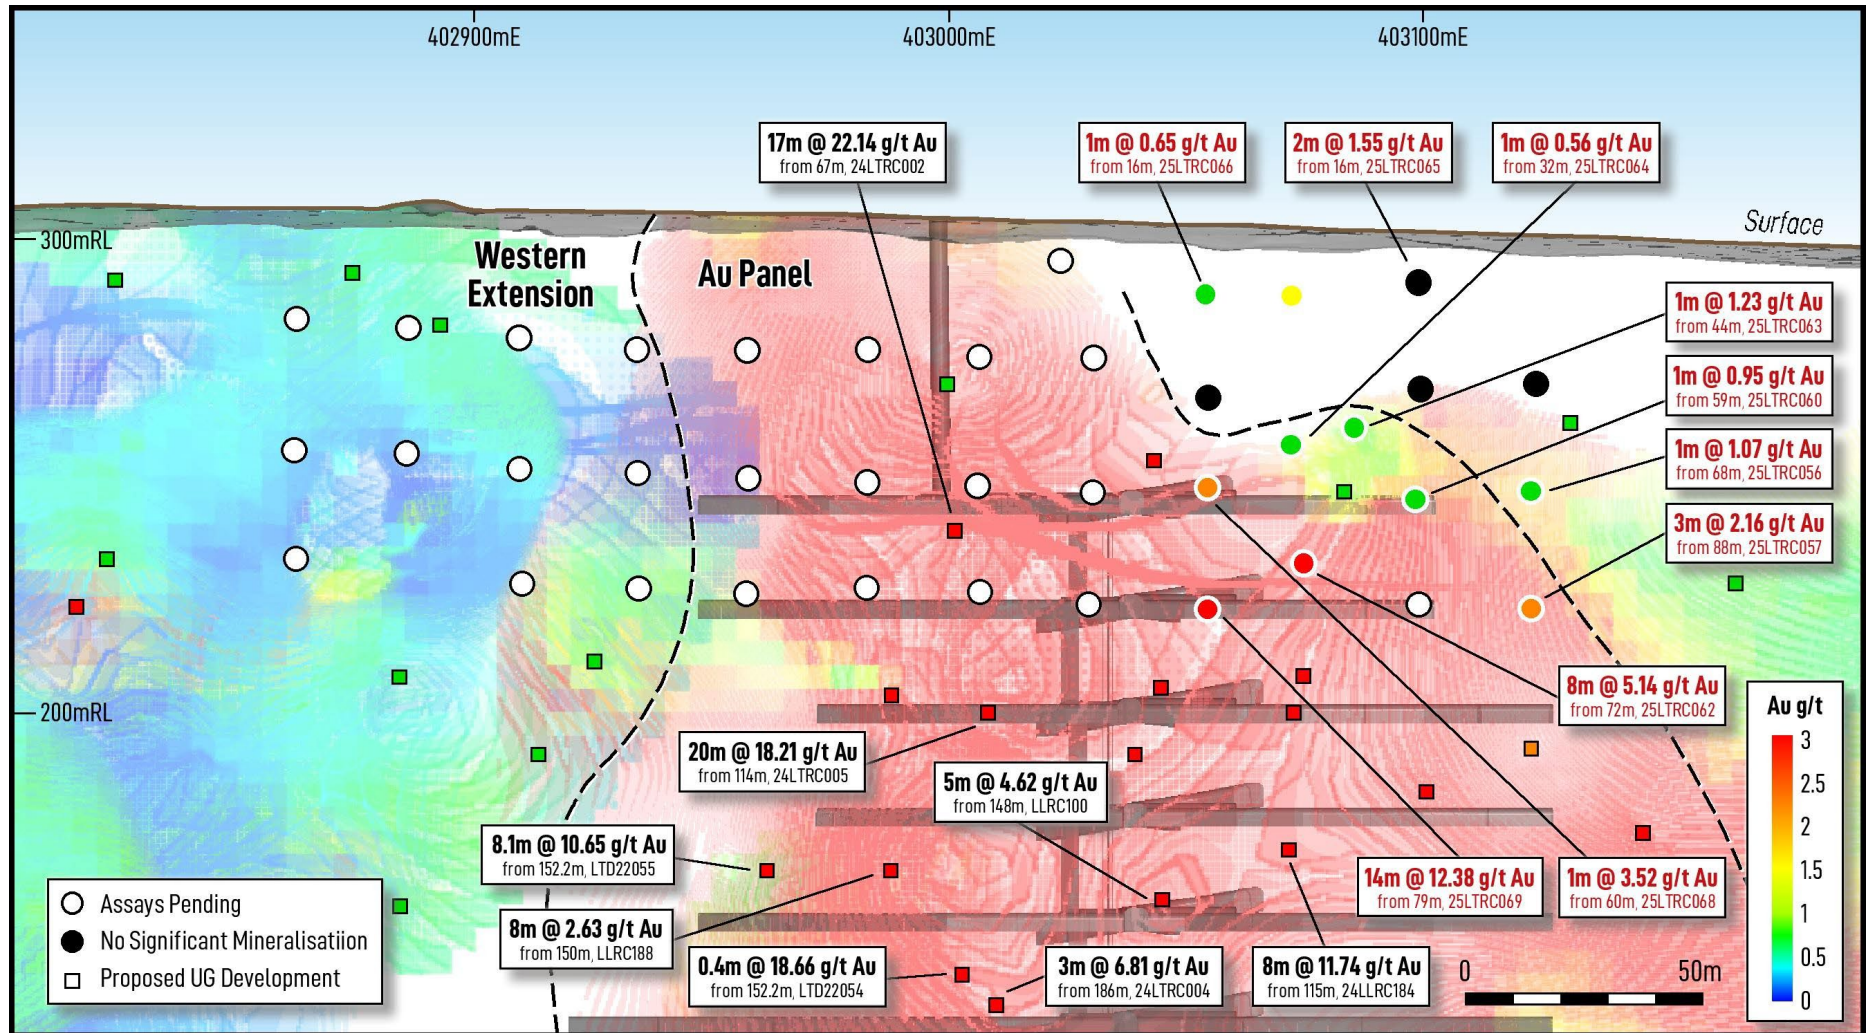 402900mE
403000mE
403100mE
17m @ 22.14 g/t Au
from 67m, 24LTRC002
1m @ 0.65 g/t Au
from 16m, 25LTRC066
2m @ 1.55 g/t Au
from 16m, 25LTRC065
1m @ 0.56 g/t Au
from 32m, 25LTRC064
Surface
300mRL
Western
Extension
Au Panel
1m @ 1.23 g/t Au
from 44m, 25LTRC063
1m @ 0.95 g/t Au
from 59m, 25LTRC060
1m @ 1.07 g/t Au
from 68m, 25LTRC056
3m @ 2.16 g/t Au
from 88m, 25LTRC057
8m @ 5.14 g/t Au
from 72m, 25LTRC062
200mRL
20m @ 18.21 g/t Au
from 114m, 24LTRC005
5m @ 4.62 g/t Au
from 148m, LLRC100
8.1m @ 10.65 g/t Au
from 152.2m, LTD22055
14m @ 12.38 g/t Au
from 79m, 25LTRC069
1m @ 3.52 g/t Au
from 60m, 25LTRC068
8m @ 2.63 g/t Au
from 150m, LLRC188
0.4m @ 18.66 g/t Au
from 152.2m, LTD22054
3m @ 6.81 g/t Au
from 186m, 24LTRC004
8m @ 11.74 g/t Au
from 115m, 24LLRC184
Assays Pending
No Significant Mineralisatiion
Proposed UG Development
0 50m
Au g/t
3
2.5
2
1.5
1
0.5
0